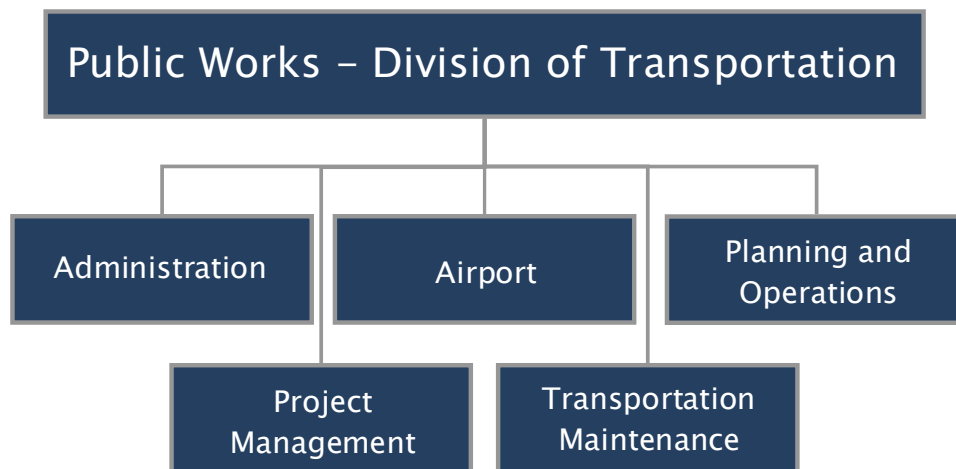 Public Works – Division of Transportation
Administration
Airport
Planning and
Operations
Project
Management
Transportation
Maintenance